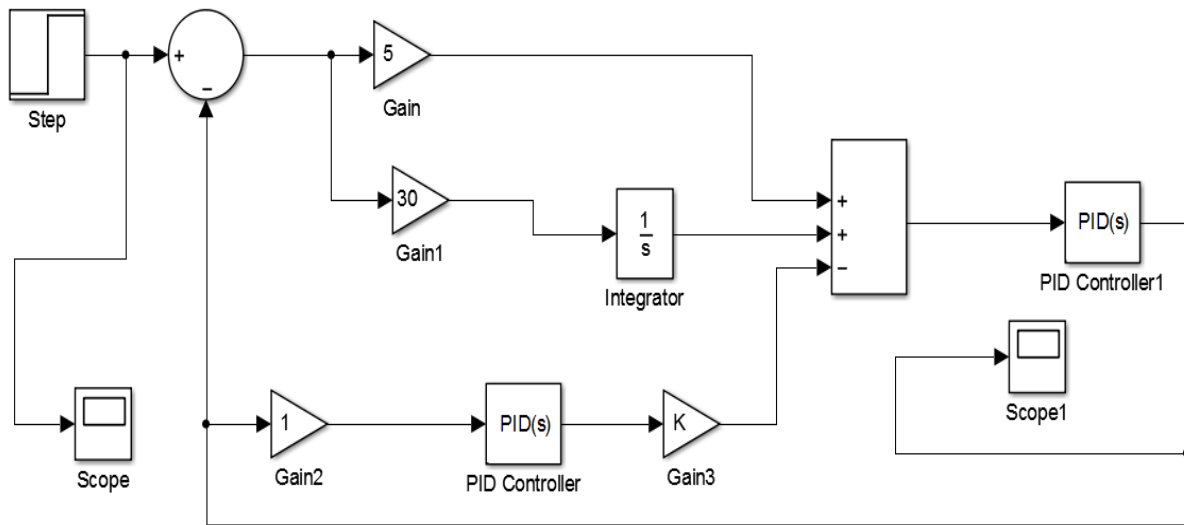 +
−
Step
5
Gain
30
Gain1
1
s
Integrator
+
+
−
PID(s)
PID Controller1
Scope1
Scope
1
Gain2
PID(s)
PID Controller
K
Gain3